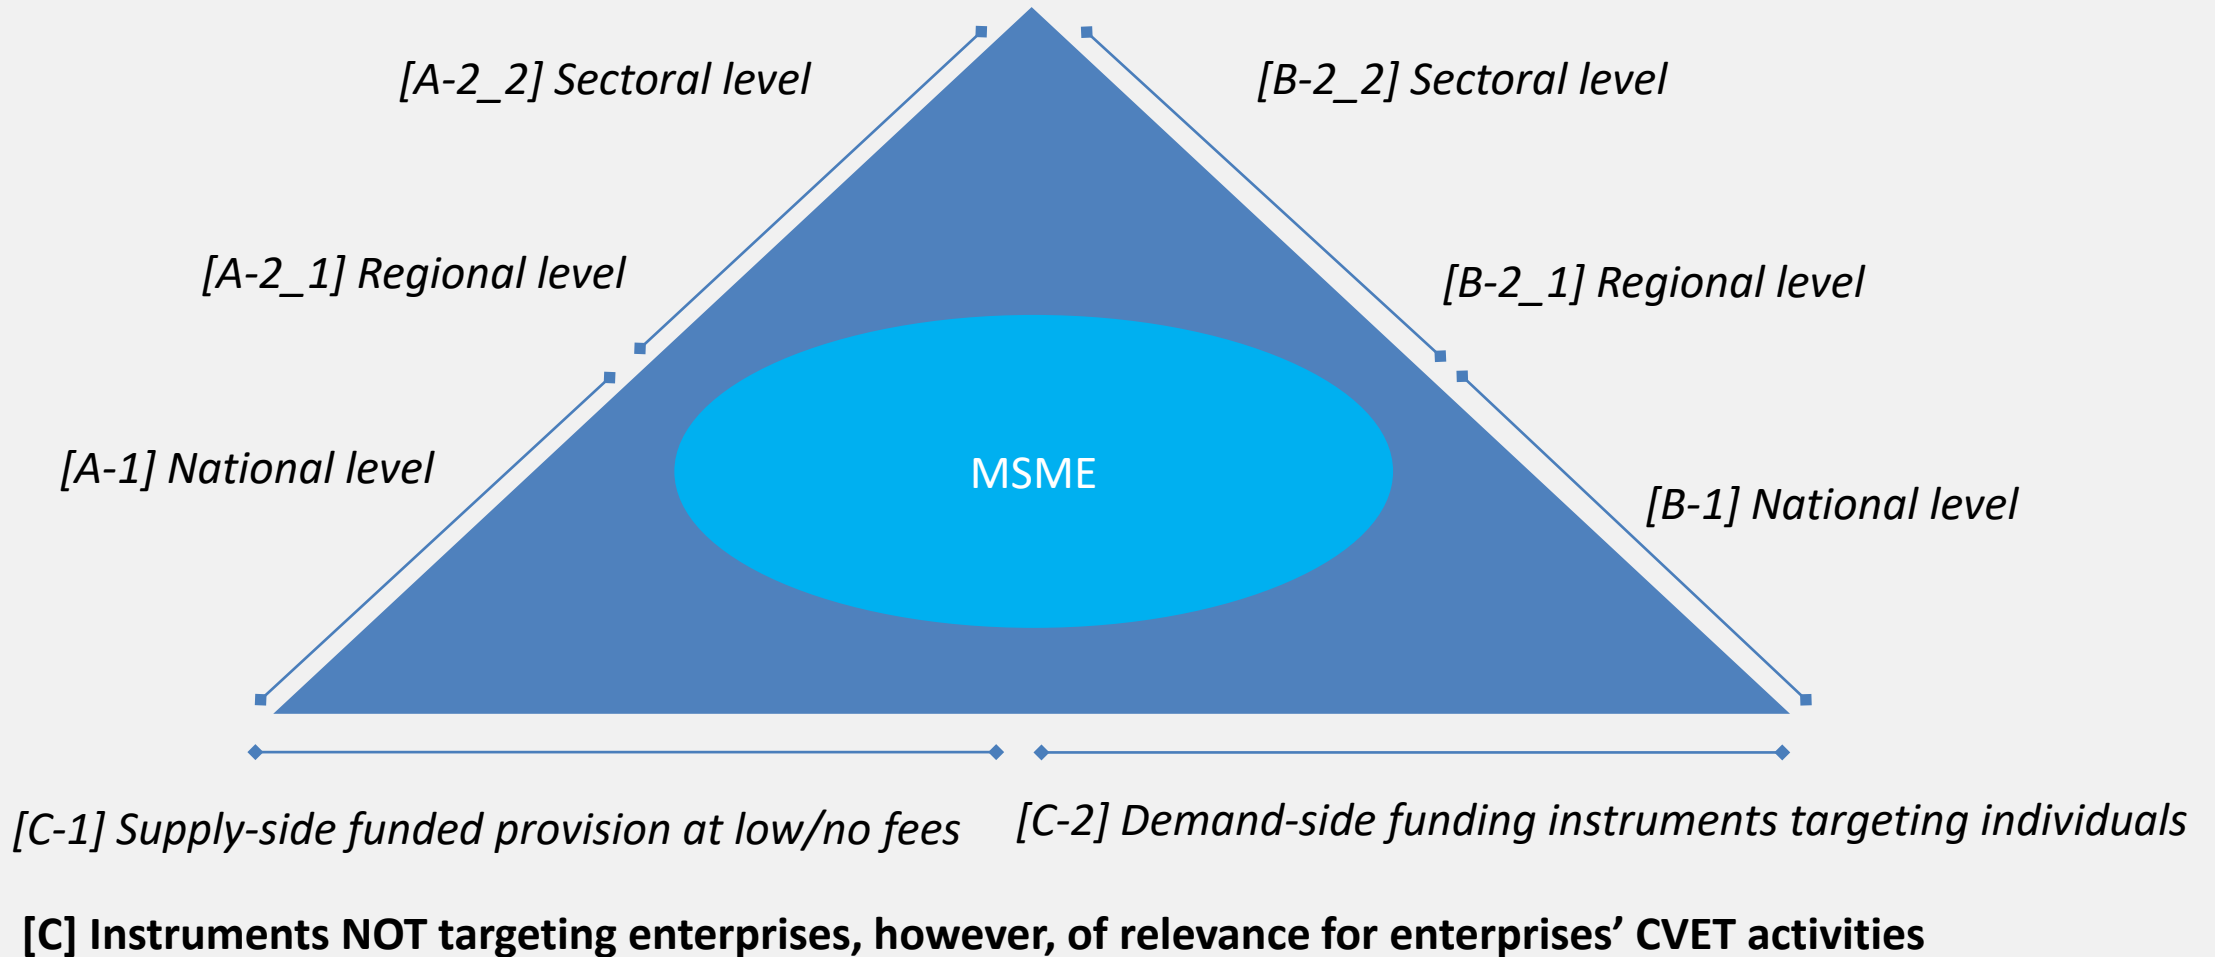 [A-2_2] Sectoral level
[B-2_2] Sectoral level
[A-2_1] Regional level
[B-2_1] Regional level
MSME
[A-1] National level
[B-1] National level
[C-1] Supply-side funded provision at low/no fees
[C-2] Demand-side funding instruments targeting individuals
[C] Instruments NOT targeting enterprises, however, of relevance for enterprises’ CVET activities